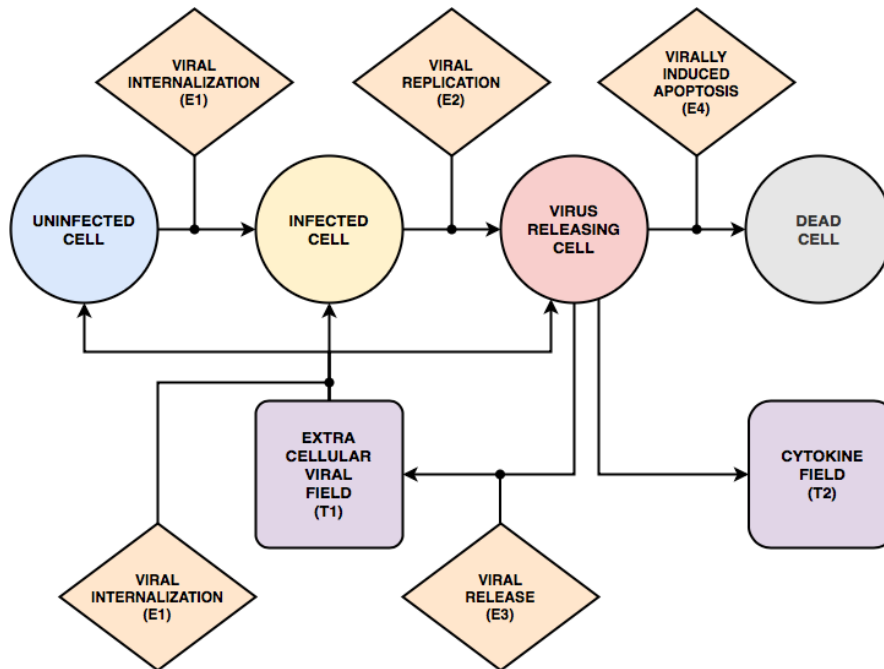 VIRAL
INTERNALIZATION
(E1)
VIRAL
REPLICATION
(E2)
VIRALLY
INDUCED
APOPTOSIS
(E4)
UNINFECTED
CELL
INFECTED
CELL
VIRUS
RELEASING
CELL
DEAD
CELL
EXTRA
CELLULAR
VIRAL
FIELD
(T1)
CYTOKINE
FIELD
(T2)
VIRAL
INTERNALIZATION
(E1)
VIRAL
RELEASE
(E3)